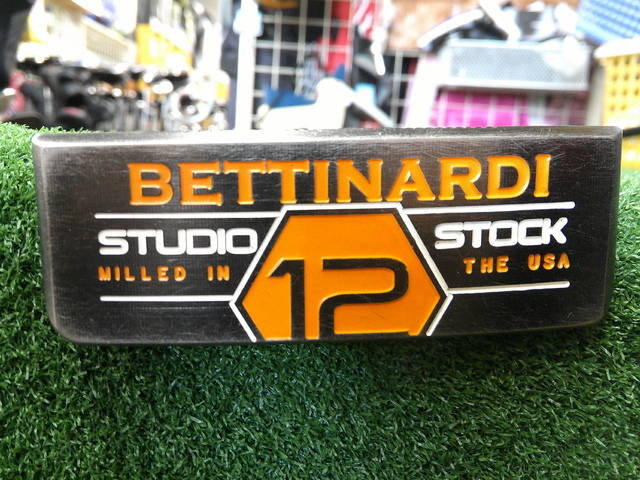 BETTINARDI
STUDIO 12 STOCK
MILLED IN THE USA